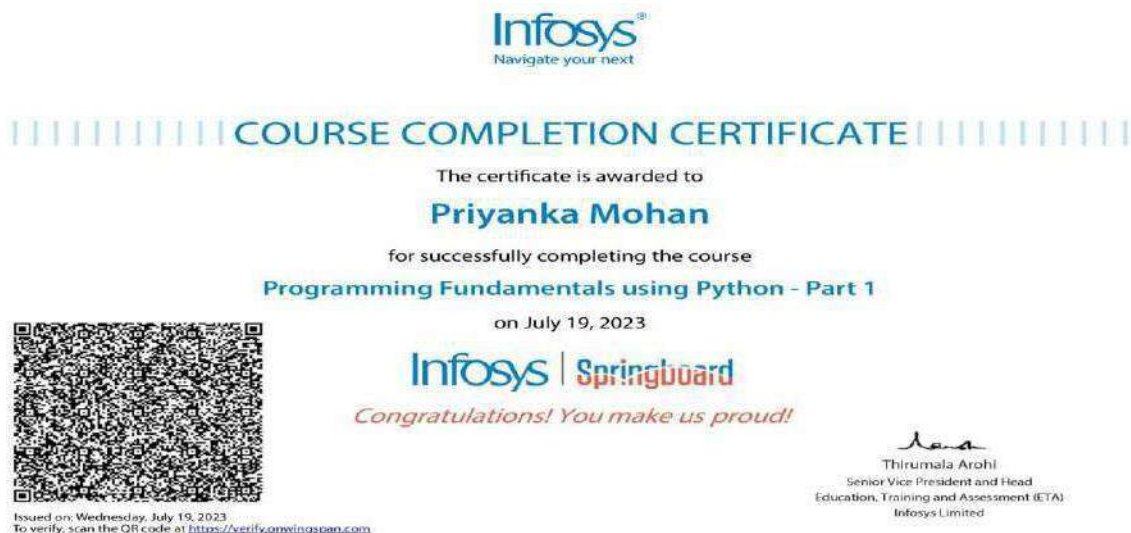 Infosys®
Navigate your next
COURSE COMPLETION CERTIFICATE
The certificate is awarded to
Priyanka Mohan
for successfully completing the course
Programming Fundamentals using Python - Part 1
on July 19, 2023
Infosys | Springboard
Congratulations! You make us proud!
Thirumala Arohi
Senior Vice President and Head
Education, Training and Assessment (ETA)
Infosys Limited
Issued on: Wednesday, July 19, 2023
To verify, scan the QR code at https://verify.onwingspan.com